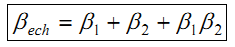 β_ech = β_1 + β_2 + β_1β_2